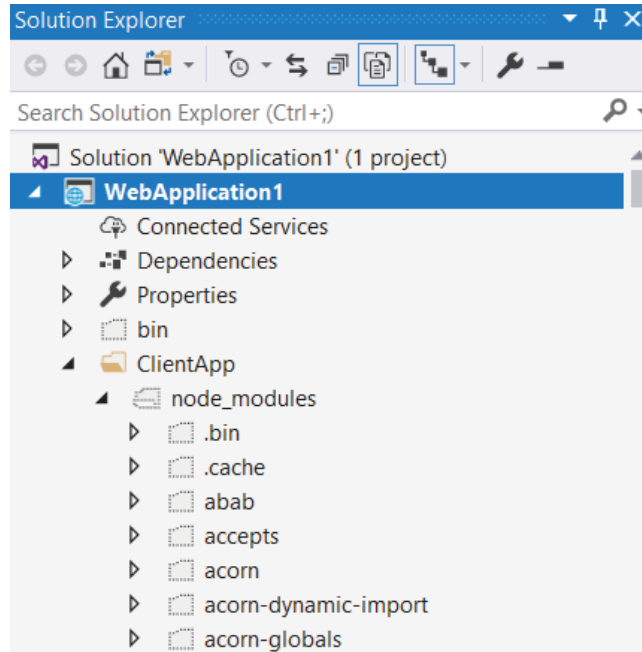 Solution Explorer
Search Solution Explorer (Ctrl+;)
Solution 'WebApplication1' (1 project)
WebApplication1
Connected Services
Dependencies
Properties
bin
ClientApp
node_modules
.bin
.cache
abab
accepts
acorn
acorn-dynamic-import
acorn-globals